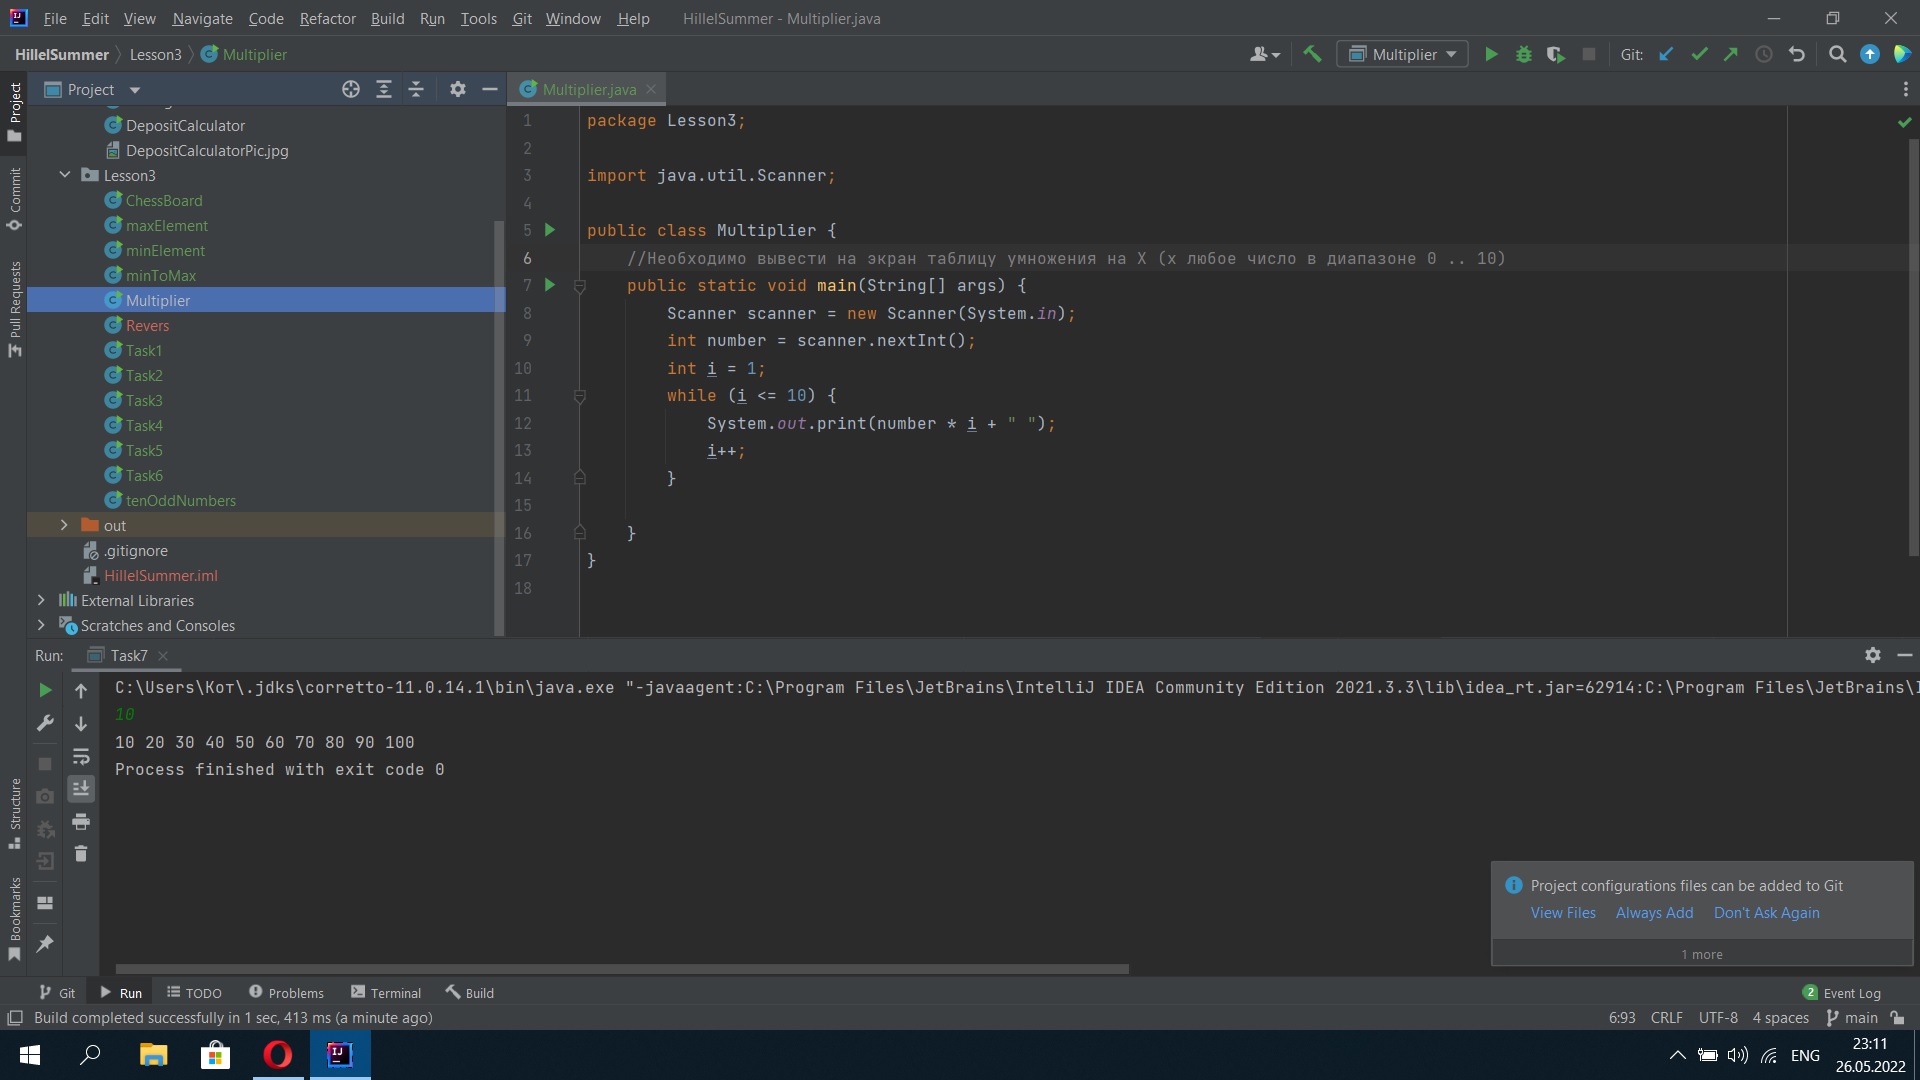 File Edit View Navigate Code Refactor Build Run Tools Git Window Help HillelSummer - Multiplier.java
HillelSummer Lesson3 Multiplier
Multiplier Git:
Project
Multiplier.java
DepositCalculator
DepositCalculatorPic.jpg
Lesson3
ChessBoard
maxElement
minElement
minToMax
Multiplier
Revers
Task1
Task2
Task3
Task4
Task5
Task6
tenOddNumbers
out
.gitignore
HillelSummer.iml
External Libraries
Scratches and Consoles
Project
Commit
Pull Requests
Structure
Bookmarks
1 package Lesson3;
2
3 import java.util.Scanner;
4
5 public class Multiplier {
6 //Необходимо вывести на экран таблицу умножения на Х (х любое число в диапазоне 0 .. 10)
7 public static void main(String[] args) {
8 Scanner scanner = new Scanner(System.in);
9 int number = scanner.nextInt();
10 int i = 1;
11 while (i <= 10) {
12 System.out.print(number * i + " ");
13 i++;
14 }
15
16 }
17 }
18
Run: Task7
C:\Users\Кот\.jdks\corretto-11.0.14.1\bin\java.exe "-javaagent:C:\Program Files\JetBrains\IntelliJ IDEA Community Edition 2021.3.3\lib\idea_rt.jar=62914:C:\Program Files\JetBrains\I
10
10 20 30 40 50 60 70 80 90 100
Process finished with exit code 0
Project configurations files can be added to Git
View Files Always Add Don't Ask Again
1 more
Git Run TODO Problems Terminal Build
2 Event Log
Build completed successfully in 1 sec, 413 ms (a minute ago)
6:93 CRLF UTF-8 4 spaces main
ENG
23:11
26.05.2022